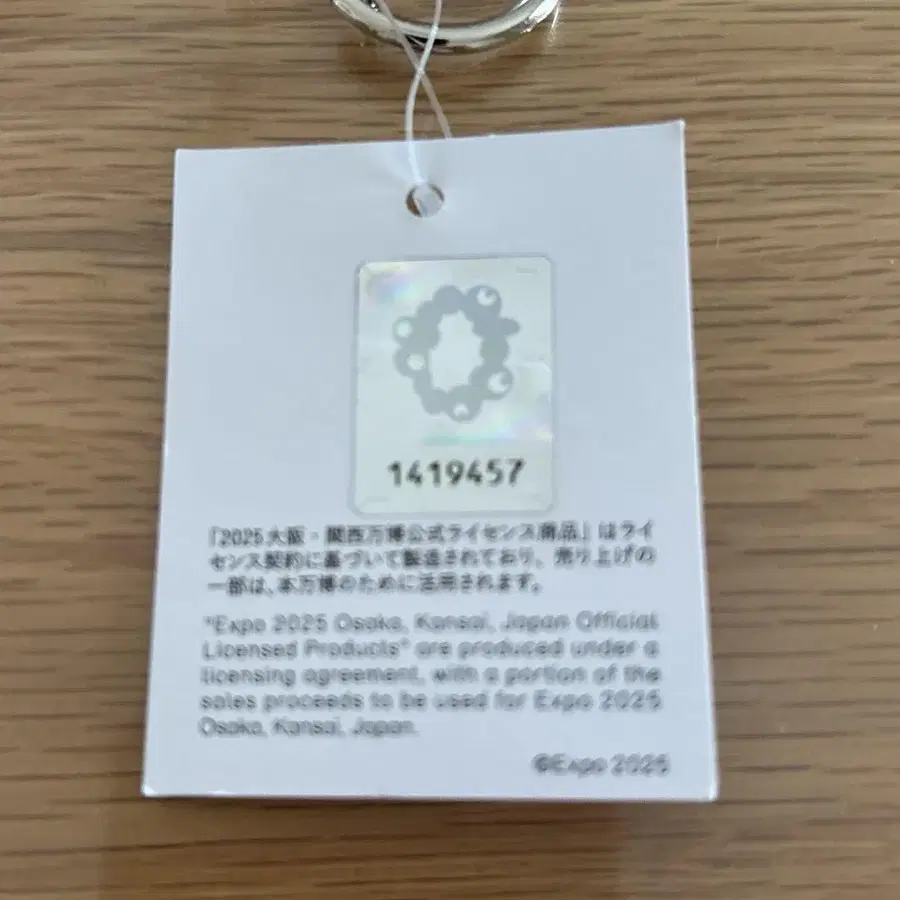 1419457
「2025大阪・関西万博公式ライセンス商品」はライ
センス契約に基づいて製造されており、売り上げの
一部は、本万博のために活用されます。
"Expo 2025 Osaka, Kansai, Japan Official
Licensed Products" are produced under a
licensing agreement, with a portion of the
sales proceeds to be used for Expo 2025
Osaka, Kansai, Japan.
©Expo 2025